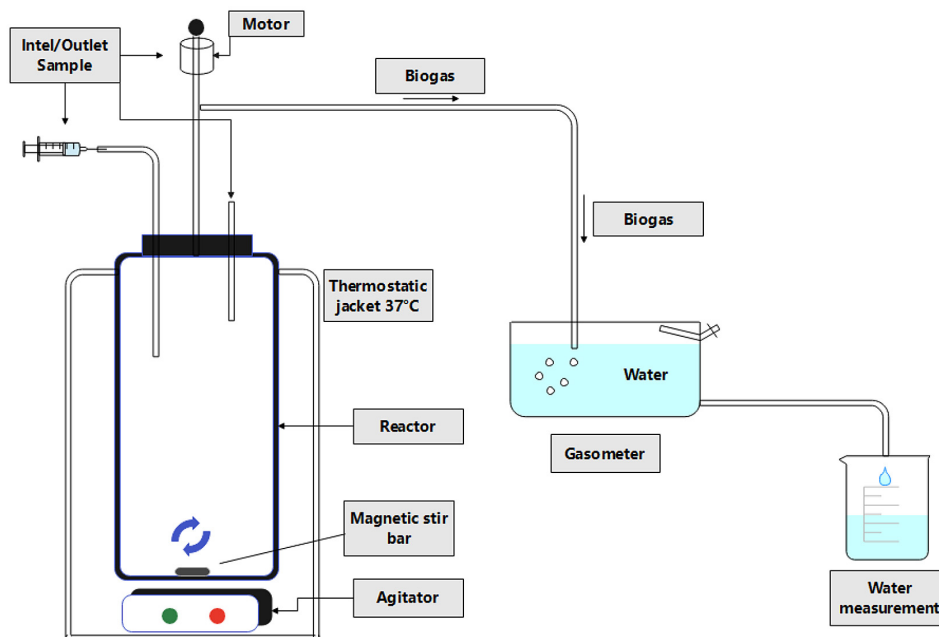 Motor
Intel/Outlet
Sample
Biogas
Biogas
Thermostatic
jacket 37°C
Water
Reactor
Gasometer
Magnetic stir
bar
Agitator
Water
measurement